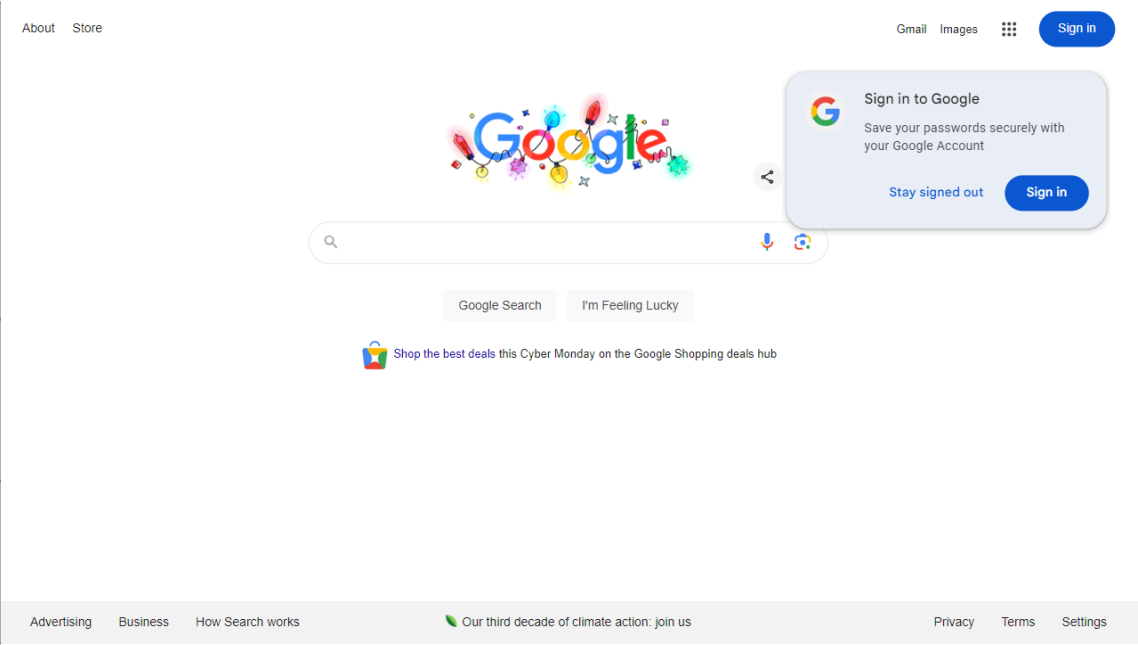 About Store
Gmail Images Sign in
Google
Sign in to Google
Save your passwords securely with
your Google Account
Stay signed out Sign in
Google Search I'm Feeling Lucky
Shop the best deals this Cyber Monday on the Google Shopping deals hub
Advertising Business How Search works Our third decade of climate action: join us Privacy Terms Settings